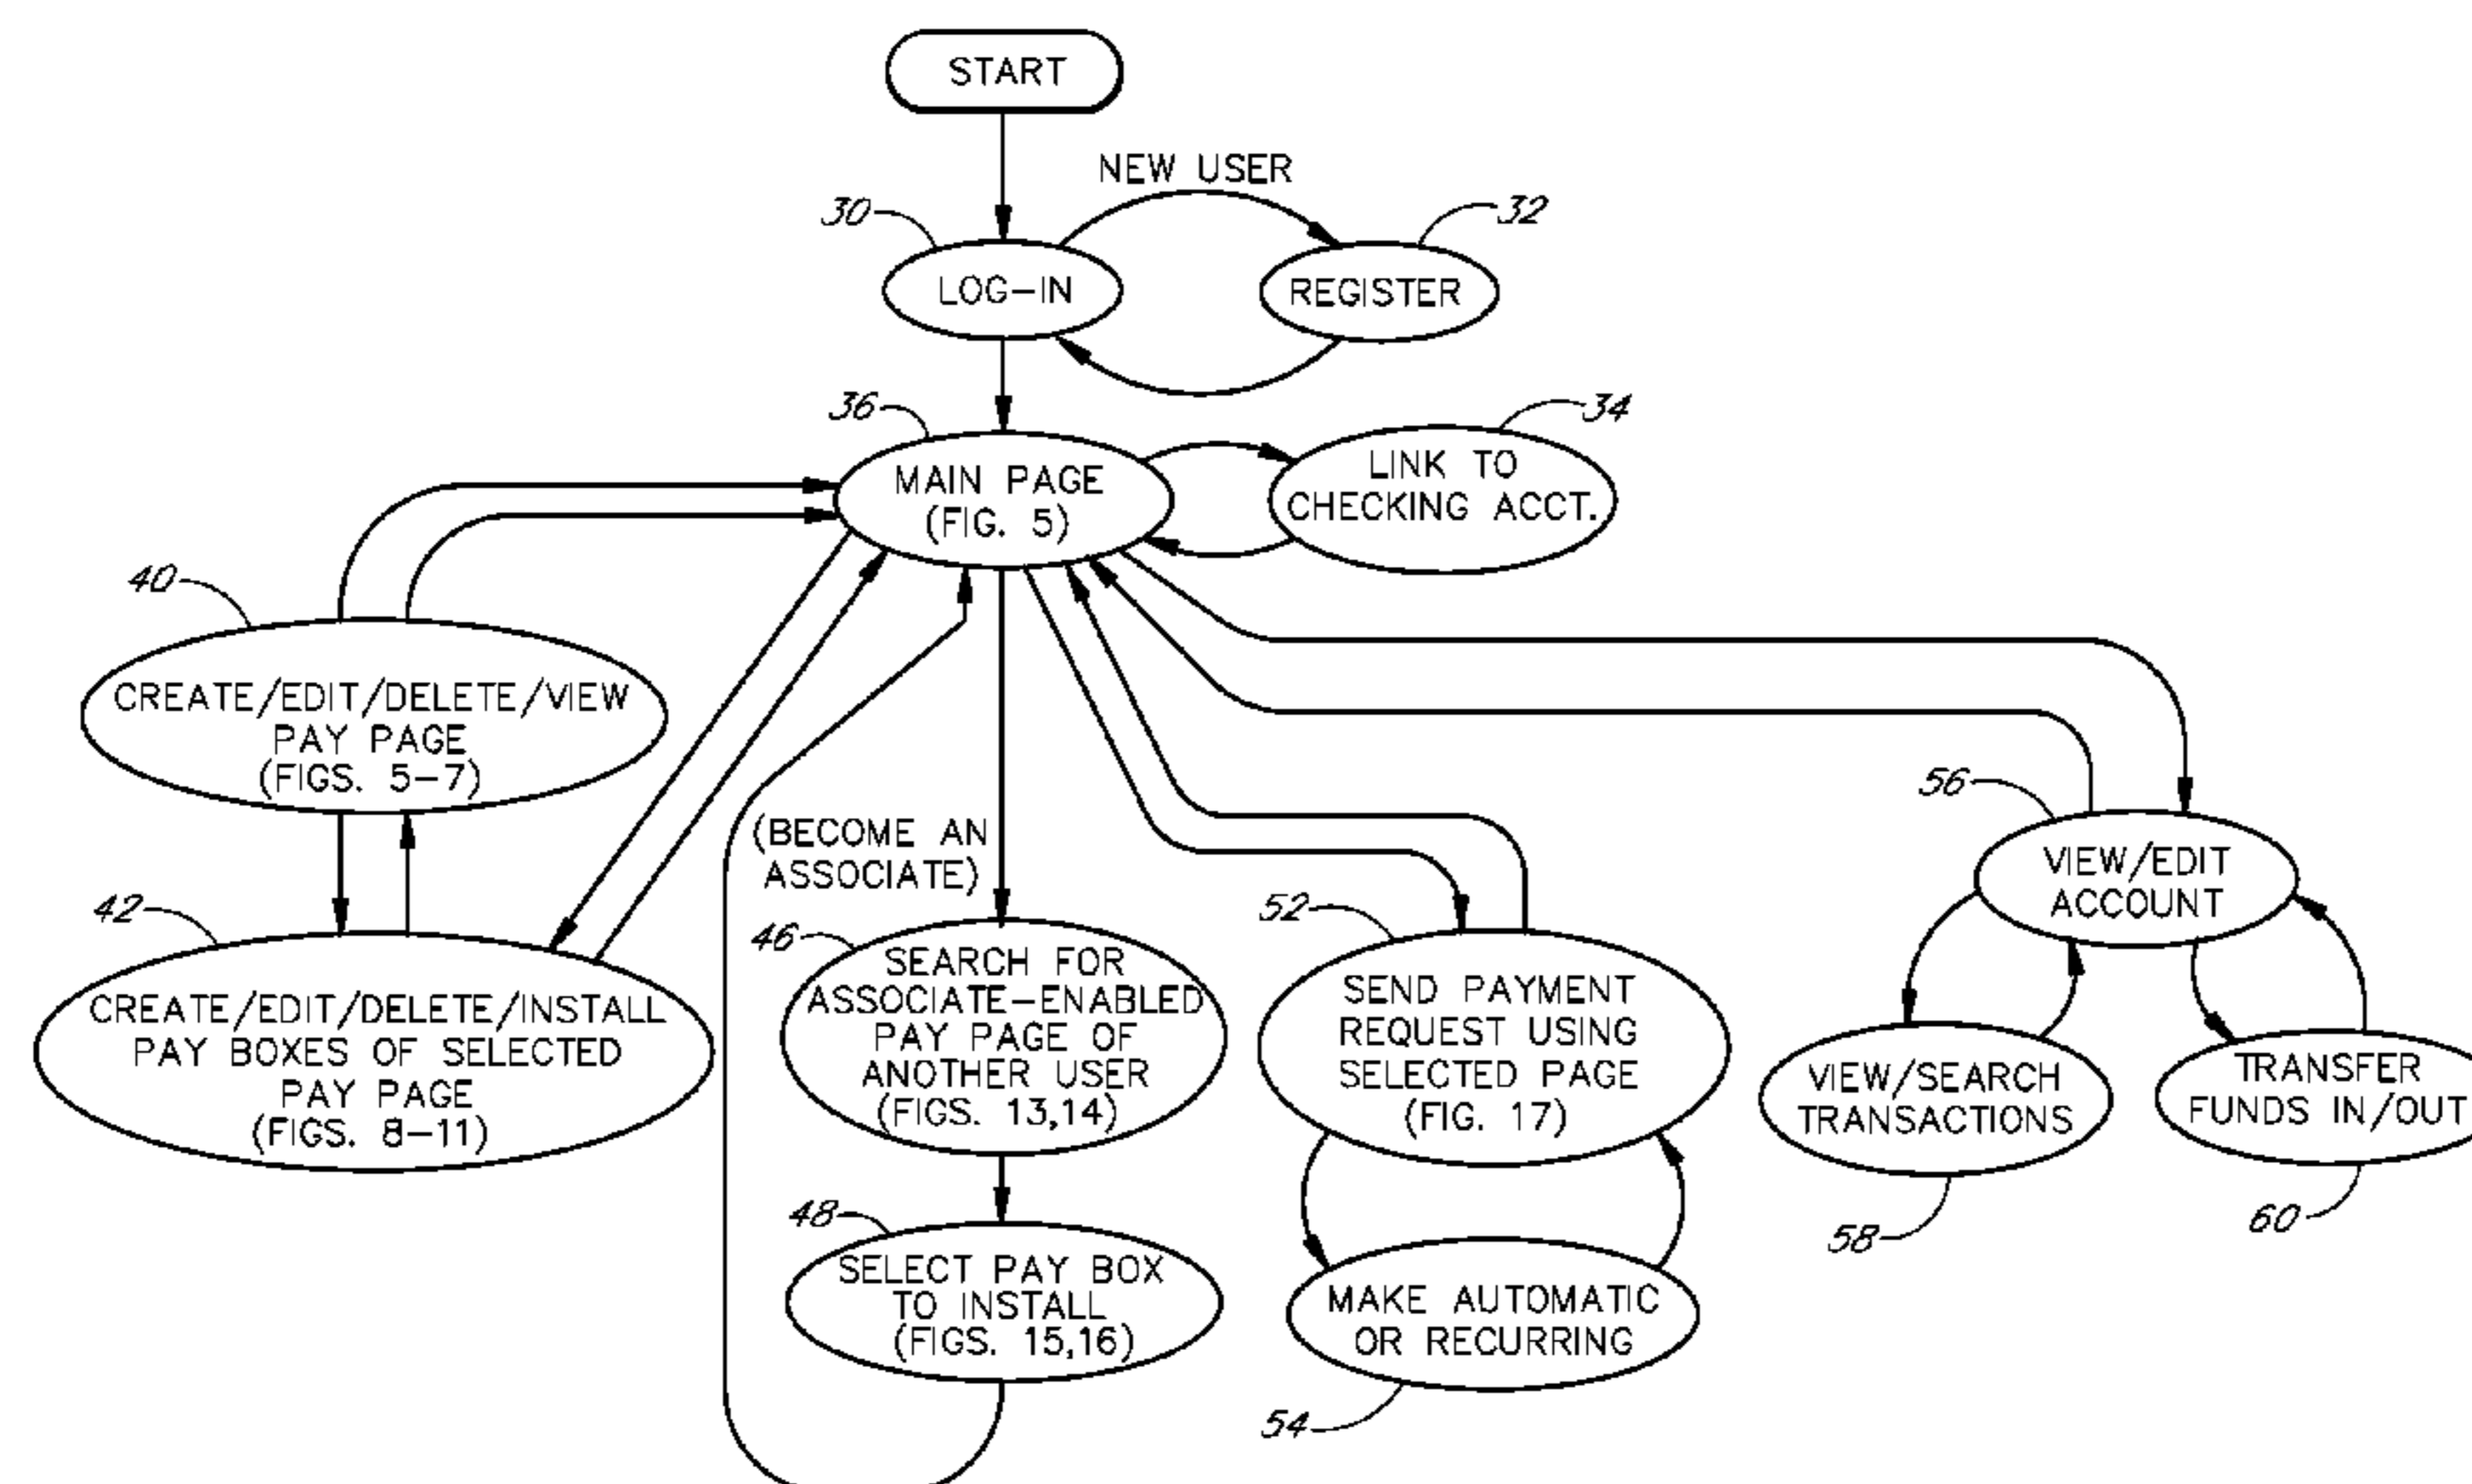 START
NEW USER
30
32
LOG-IN
REGISTER
36
34
MAIN PAGE
(FIG. 5)
LINK TO
CHECKING ACCT.
40
CREATE/EDIT/DELETE/VIEW
PAY PAGE
(FIGS. 5-7)
56
(BECOME AN
ASSOCIATE)
VIEW/EDIT
ACCOUNT
42
CREATE/EDIT/DELETE/INSTALL
PAY BOXES OF SELECTED
PAY PAGE
(FIGS. 8-11)
46
SEARCH FOR
ASSOCIATE-ENABLED
PAY PAGE OF
ANOTHER USER
(FIGS. 13,14)
52
SEND PAYMENT
REQUEST USING
SELECTED PAGE
(FIG. 17)
VIEW/SEARCH
TRANSACTIONS
TRANSFER
FUNDS IN/OUT
58
60
48
SELECT PAY BOX
TO INSTALL
(FIGS. 15,16)
MAKE AUTOMATIC
OR RECURRING
54